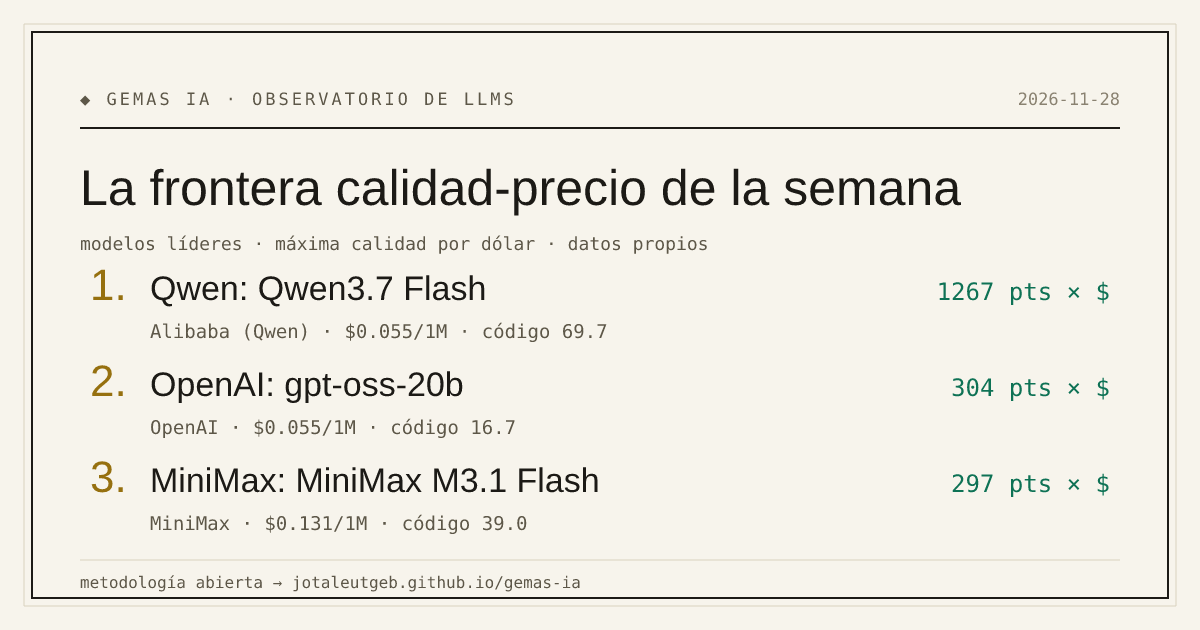 ◆ GEMAS IA · OBSERVATORIO DE LLMS
2026-11-28
La frontera calidad-precio de la semana
modelos líderes · máxima calidad por dólar · datos propios
1. Qwen: Qwen3.7 Flash
1267 pts × $
Alibaba (Qwen) · $0.055/1M · código 69.7
2. OpenAI: gpt-oss-20b
304 pts × $
OpenAI · $0.055/1M · código 16.7
3. MiniMax: MiniMax M3.1 Flash
297 pts × $
MiniMax · $0.131/1M · código 39.0
metodología abierta → jotaleutgeb.github.io/gemas-ia